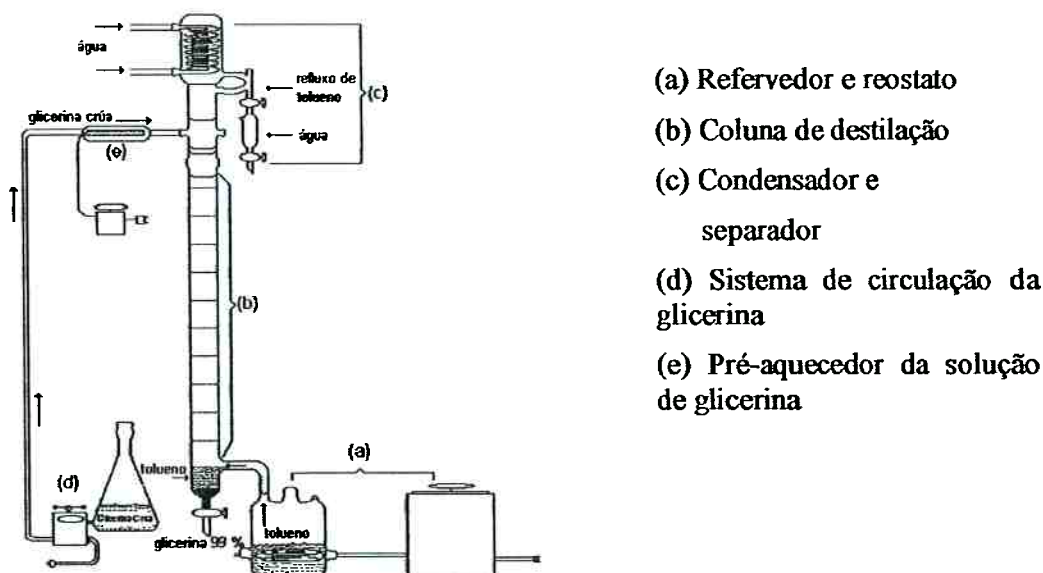 água
refluxo de
tolueno
(c)
glicerina crúa
água
(e)
(b)
(a)
tolueno
(d)
tolueno
glicerina 99 %
(a) Refervedor e reostato
(b) Coluna de destilação
(c) Condensador e
separador
(d) Sistema de circulação da
glicerina
(e) Pré-aquecedor da solução
de glicerina